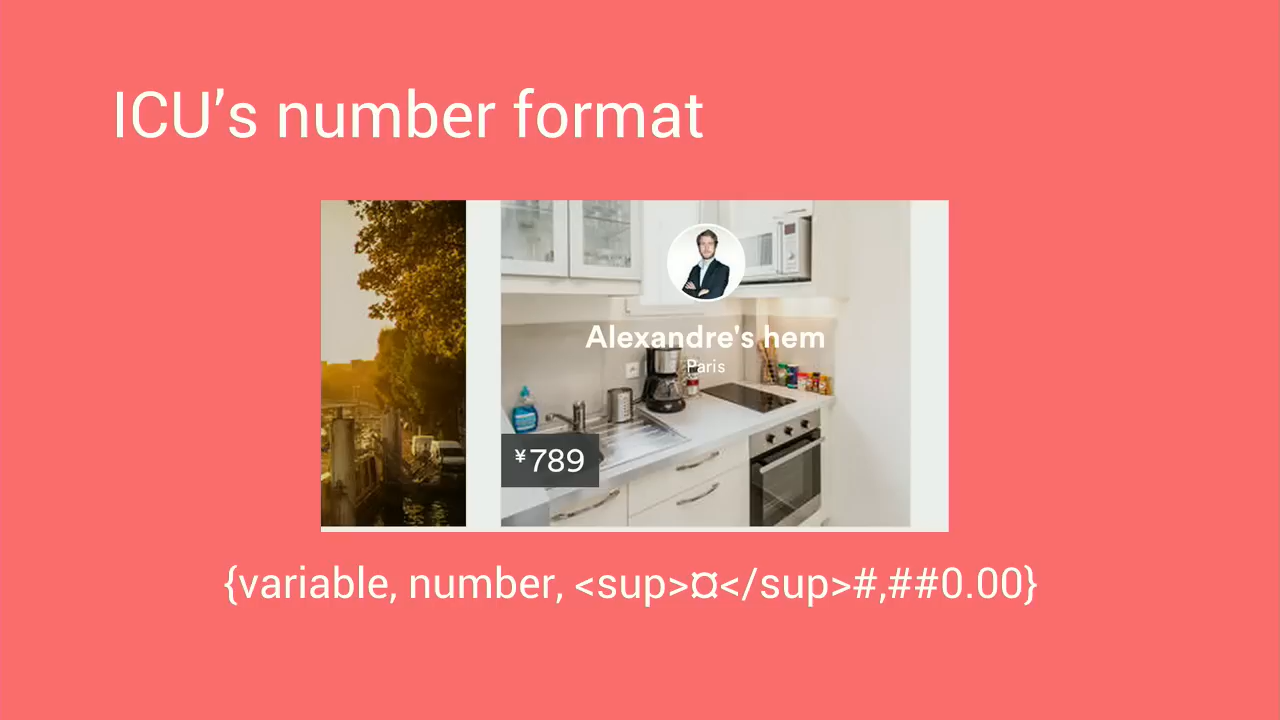 ICU’s number format
Alexandre's hem
Paris
¥789
{variable, number, <sup>¤</sup>#,##0.00}